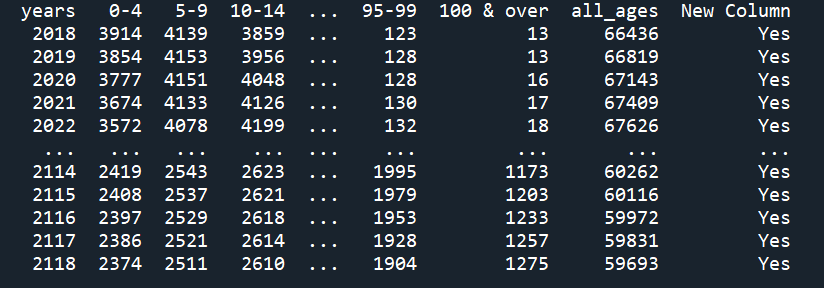 years 0-4 5-9 10-14 ... 95-99 100 & over all_ages New Column
2018 3914 4139 3859 ... 123 13 66436 Yes
2019 3854 4153 3956 ... 128 13 66819 Yes
2020 3777 4151 4048 ... 128 16 67143 Yes
2021 3674 4133 4126 ... 130 17 67409 Yes
2022 3572 4078 4199 ... 132 18 67626 Yes
... ... ... ... ... ... ... ... ...
2114 2419 2543 2623 ... 1995 1173 60262 Yes
2115 2408 2537 2621 ... 1979 1203 60116 Yes
2116 2397 2529 2618 ... 1953 1233 59972 Yes
2117 2386 2521 2614 ... 1928 1257 59831 Yes
2118 2374 2511 2610 ... 1904 1275 59693 Yes